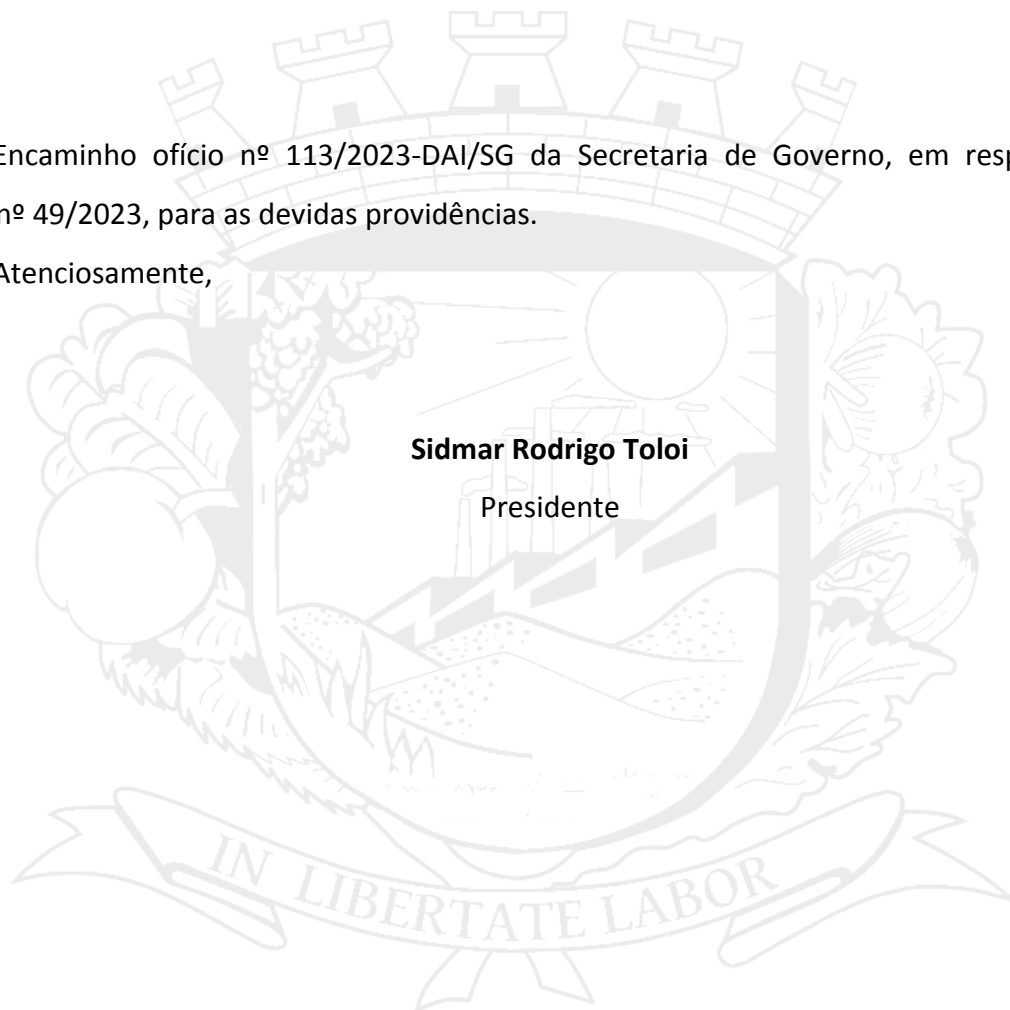 Encaminho ofício nº 113/2023-DAI/SG da Secretaria de Governo, em
nº 49/2023, para as devidas providências.
Atenciosamente,
Sidmar Rodrigo Toloi
Presidente
IN LIBERTATE LABOR